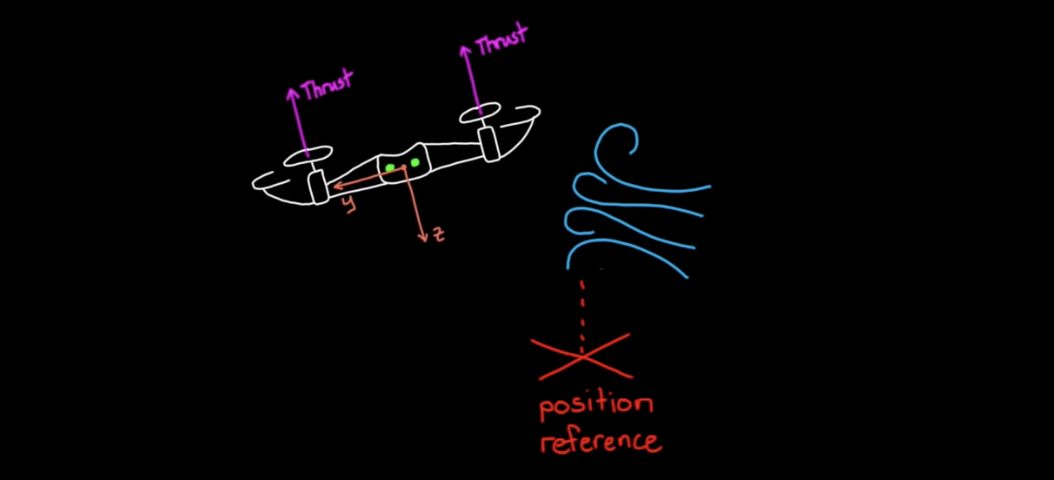 Thrust
Thrust
y
z
position
reference